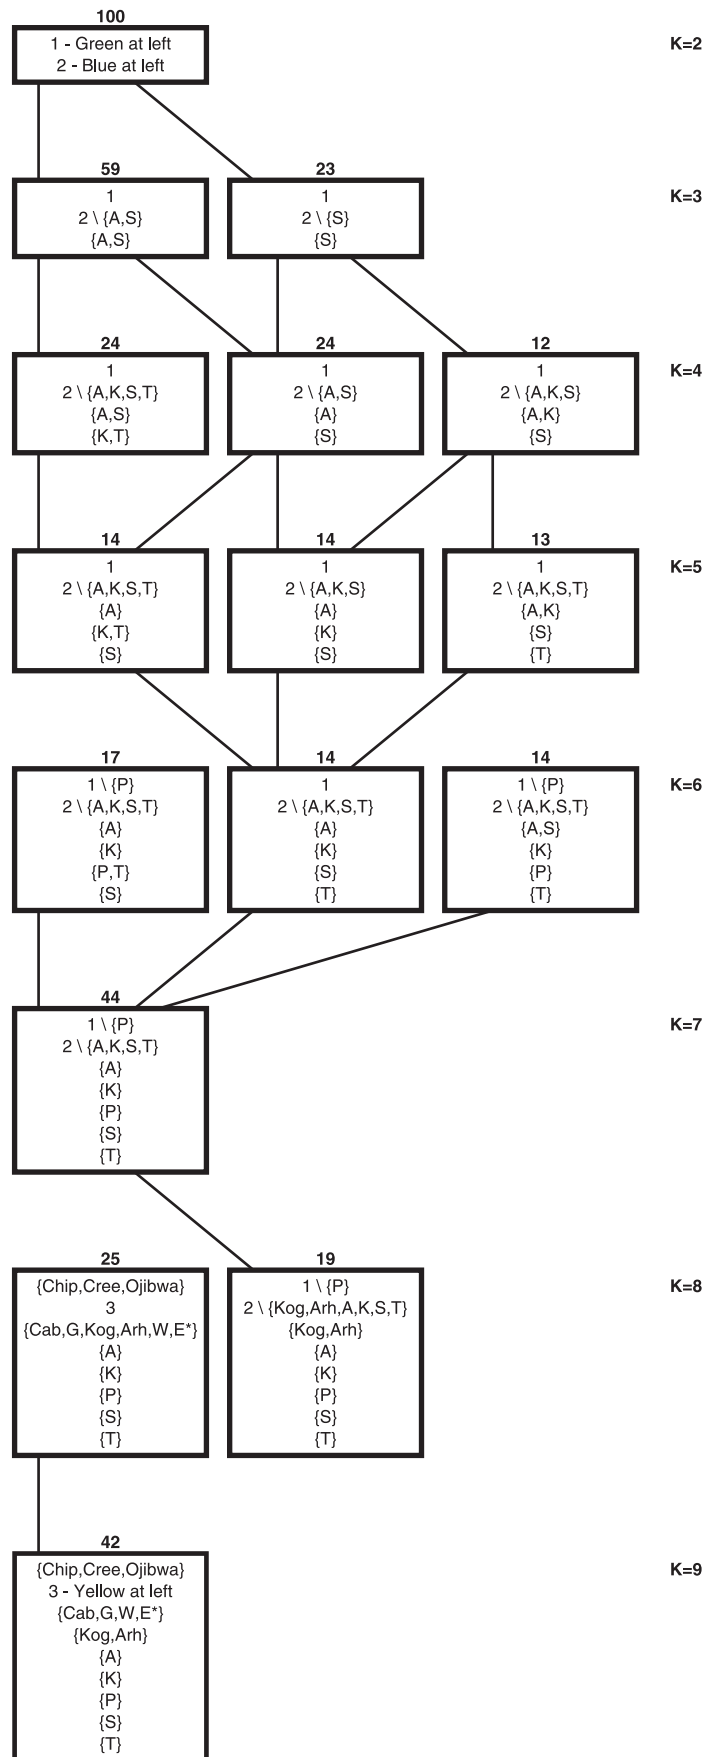 100
1 - Green at left
2 - Blue at left
K=2
59
1
2 \ {A,S}
{A,S}
23
1
2 \ {S}
{S}
K=3
24
1
2 \ {A,K,S,T}
{A,S}
{K,T}
24
1
2 \ {A,S}
{A}
{S}
12
1
2 \ {A,K,S}
{A,K}
{S}
K=4
14
1
2 \ {A,K,S,T}
{A}
{K,T}
{S}
14
1
2 \ {A,K,S}
{A}
{K}
{S}
13
1
2 \ {A,K,S,T}
{A,K}
{S}
{T}
K=5
17
1 \ {P}
2 \ {A,K,S,T}
{A}
{K}
{P,T}
{S}
14
1
2 \ {A,K,S,T}
{A}
{K}
{S}
{T}
14
1 \ {P}
2 \ {A,K,S,T}
{A,S}
{K}
{P}
{T}
K=6
44
1 \ {P}
2 \ {A,K,S,T}
{A}
{K}
{P}
{S}
{T}
K=7
25
{Chip,Cree,Ojibwa}
3
{Cab,G,Kog,Arh,W,E*}
{A}
{K}
{P}
{S}
{T}
19
1 \ {P}
2 \ {Kog,Arh,A,K,S,T}
{Kog,Arh}
{A}
{K}
{P}
{S}
{T}
K=8
42
{Chip,Cree,Ojibwa}
3 - Yellow at left
{Cab,G,W,E*}
{Kog,Arh}
{A}
{K}
{P}
{S}
{T}
K=9